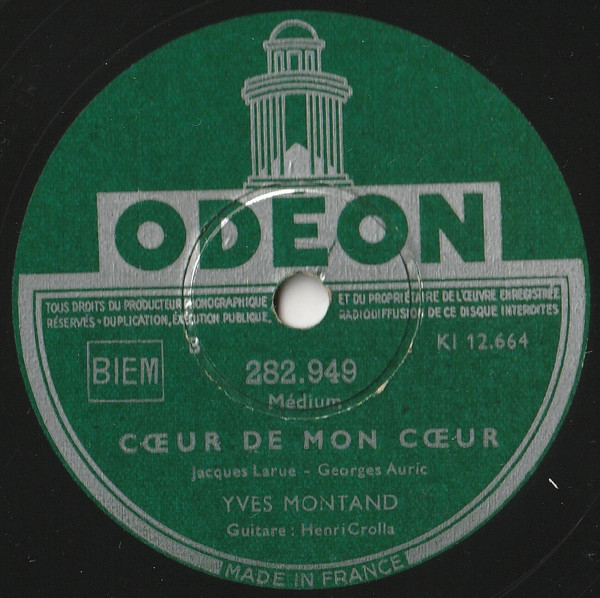 ODEON
TOUS DROITS DU PRODUCTEUR PHONOGRAPHIQUE ET DU PROPRIÉTAIRE DE L'ŒUVRE ENREGISTRÉE
RÉSERVÉS - DUPLICATION, EXÉCUTION PUBLIQUE, RADIODIFFUSION DE CE DISQUE INTERDITES
BIEM
282.949
KI 12.664
Médium
CŒUR DE MON CŒUR
Jacques Larue - Georges Auric
YVES MONTAND
Guitare : Henri Crolla
MADE IN FRANCE